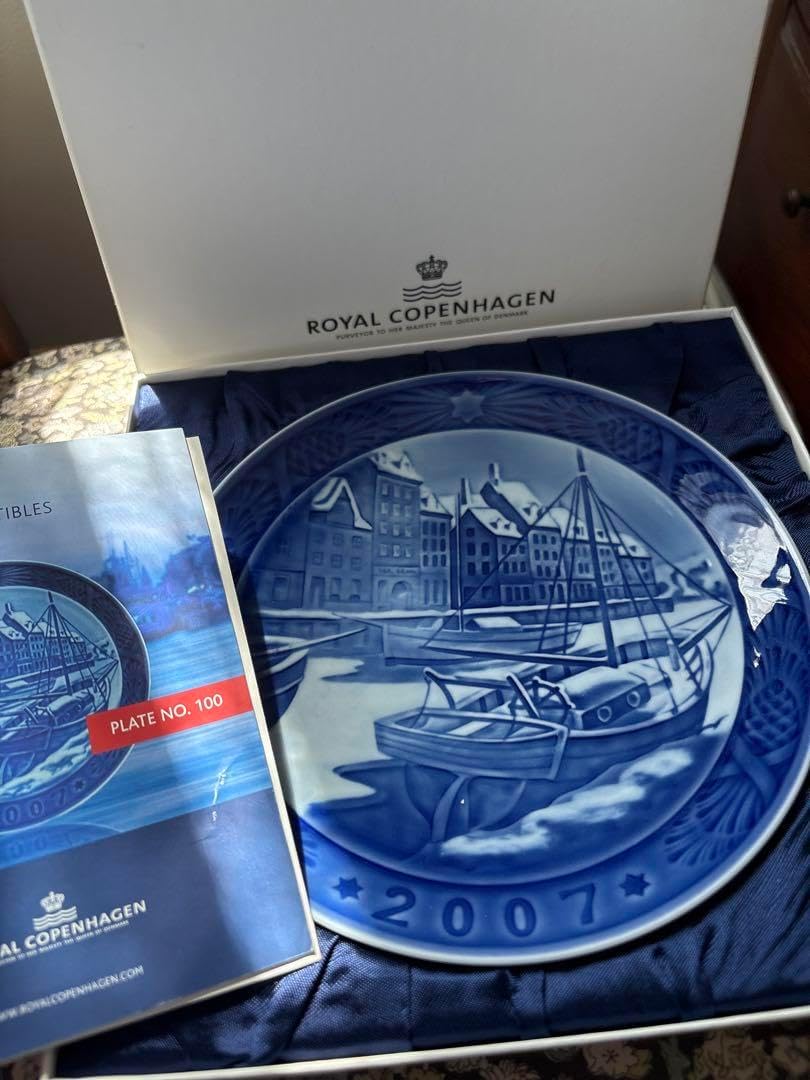 ROYAL COPENHAGEN
PURVEYOR TO HER MAJESTY THE QUEEN OF DENMARK
TIBLES
PLATE NO. 100
2007
AL COPENHAGEN
WW.ROYALCOPENHAGEN.COM
2007